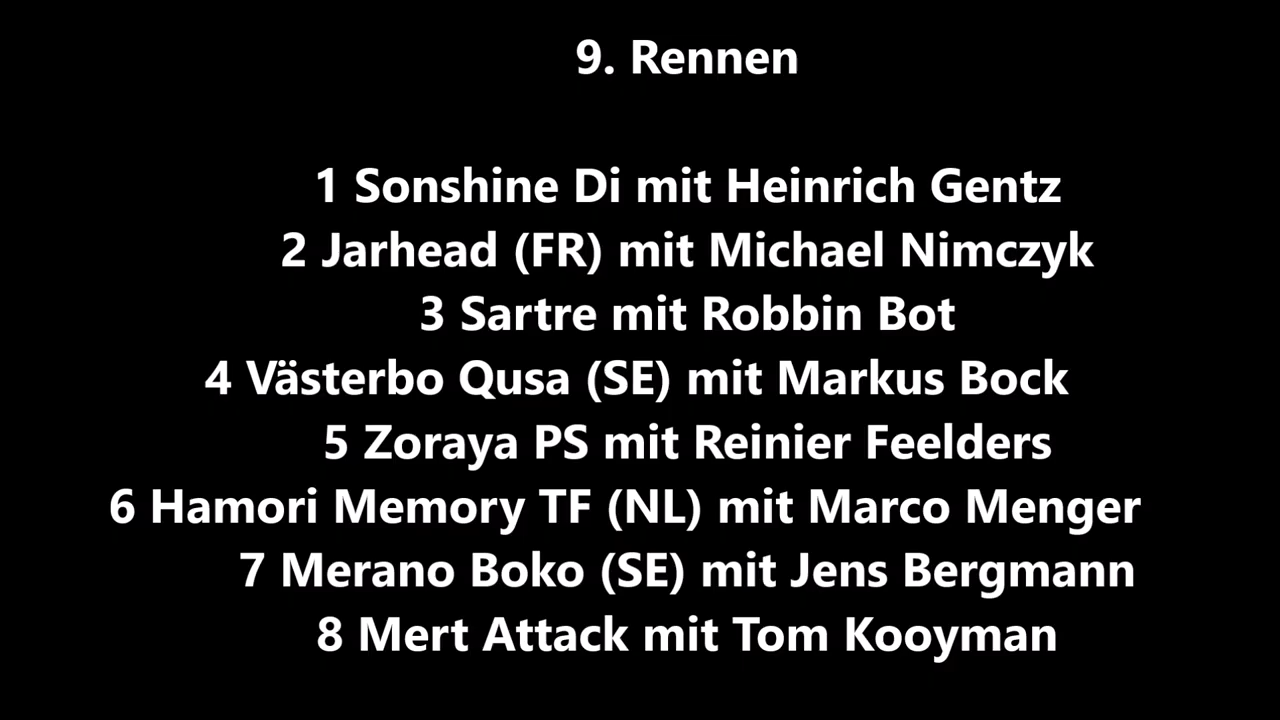 9. Rennen
1 Sonshine Di mit Heinrich Gentz
2 Jarhead (FR) mit Michael Nimczyk
3 Sartre mit Robbin Bot
4 Västerbo Qusa (SE) mit Markus Bock
5 Zoraya PS mit Reinier Feelders
6 Hamori Memory TF (NL) mit Marco Menger
7 Merano Boko (SE) mit Jens Bergmann
8 Mert Attack mit Tom Kooyman